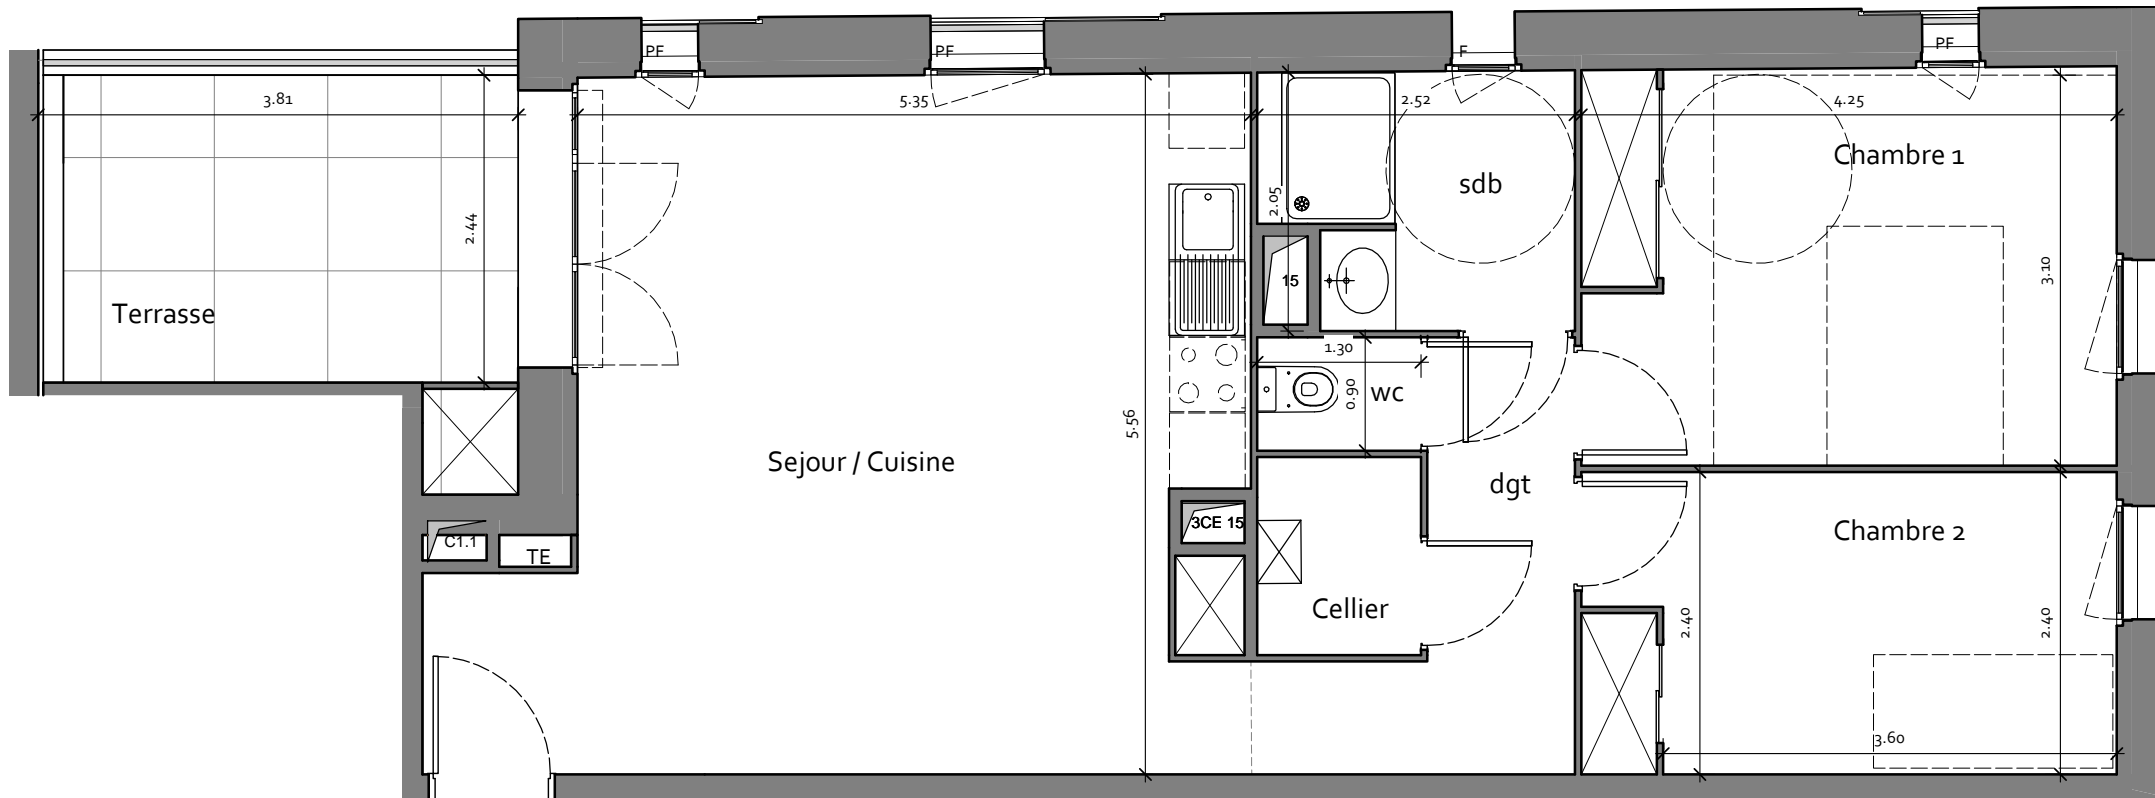 PF
PF
F
PF
3.81
5.35
2.52
4.25
Chambre 1
sdb
2.05
2.44
3.10
15
Terrasse
1.30
0.90
wc
5.56
Sejour / Cuisine
dgt
3CE 15
Chambre 2
C1.1
TE
Cellier
2.40
2.40
3.60